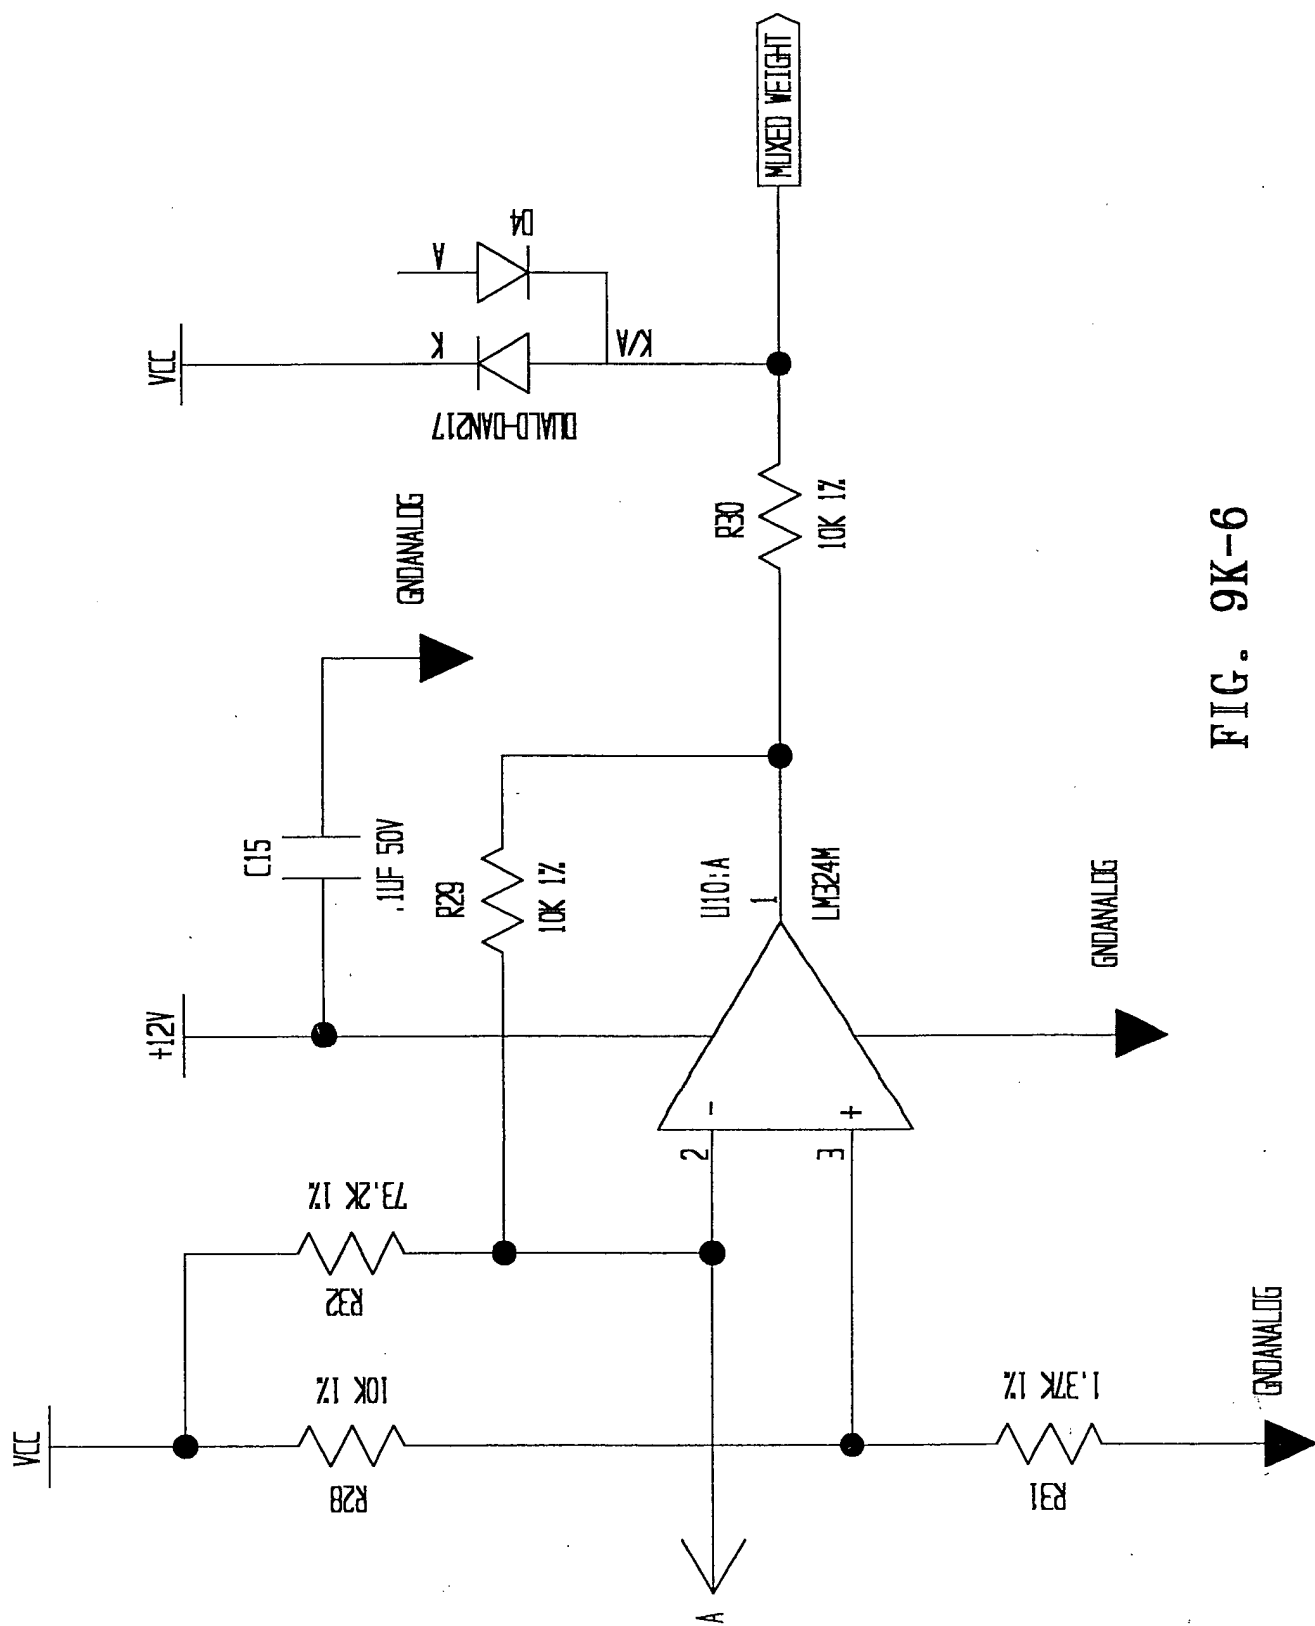 VCC
R28
10K 1%
R32
73.2K 1%
+12V
C15
.1UF 50V
GNDANALOG
R29
10K 1%
VCC
K
A
D4
K/A
DUALD-DAN217
A
2
-
3
+
U10:A
1
LM324M
R30
10K 1%
MUXED WEIGHT
GNDANALOG
R31
1.37K 1%
GNDANALOG
FIG. 9K-6